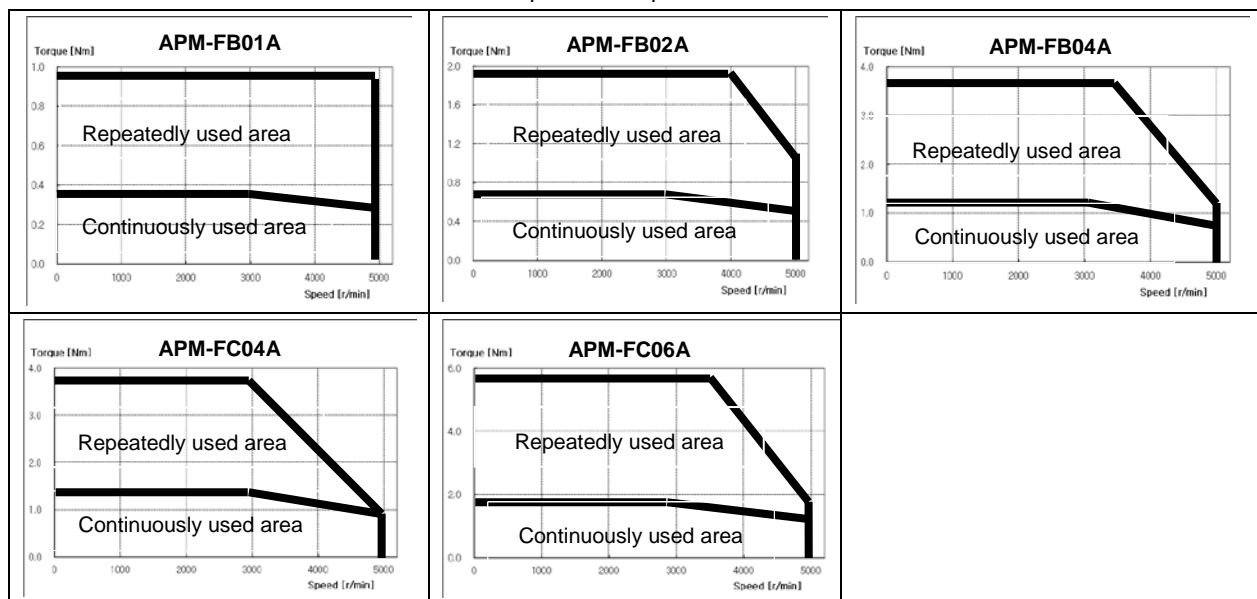 APM-FB01A
Torque [Nm]
1.0
0.8
0.6
0.4
0.2
0.0
Repeatedly used area
Continuously used area
0 1000 2000 3000 4000 5000
Speed [r/min]
APM-FB02A
Torque [Nm]
2.0
1.6
1.2
0.8
0.4
0.0
Repeatedly used area
Continuously used area
0 1000 2000 3000 4000 5000
Speed [r/min]
APM-FB04A
Torque [Nm]
4.0
3.0
2.0
1.0
0.0
Repeatedly used area
Continuously used area
0 1000 2000 3000 4000 5000
Speed [r/min]
APM-FC04A
Torque [Nm]
4.0
3.0
2.0
1.0
0.0
Repeatedly used area
Continuously used area
0 1000 2000 3000 4000 5000
Speed [r/min]
APM-FC06A
Torque [Nm]
6.0
4.0
2.0
0.0
Repeatedly used area
Continuously used area
0 1000 2000 3000 4000 5000
Speed [r/min]